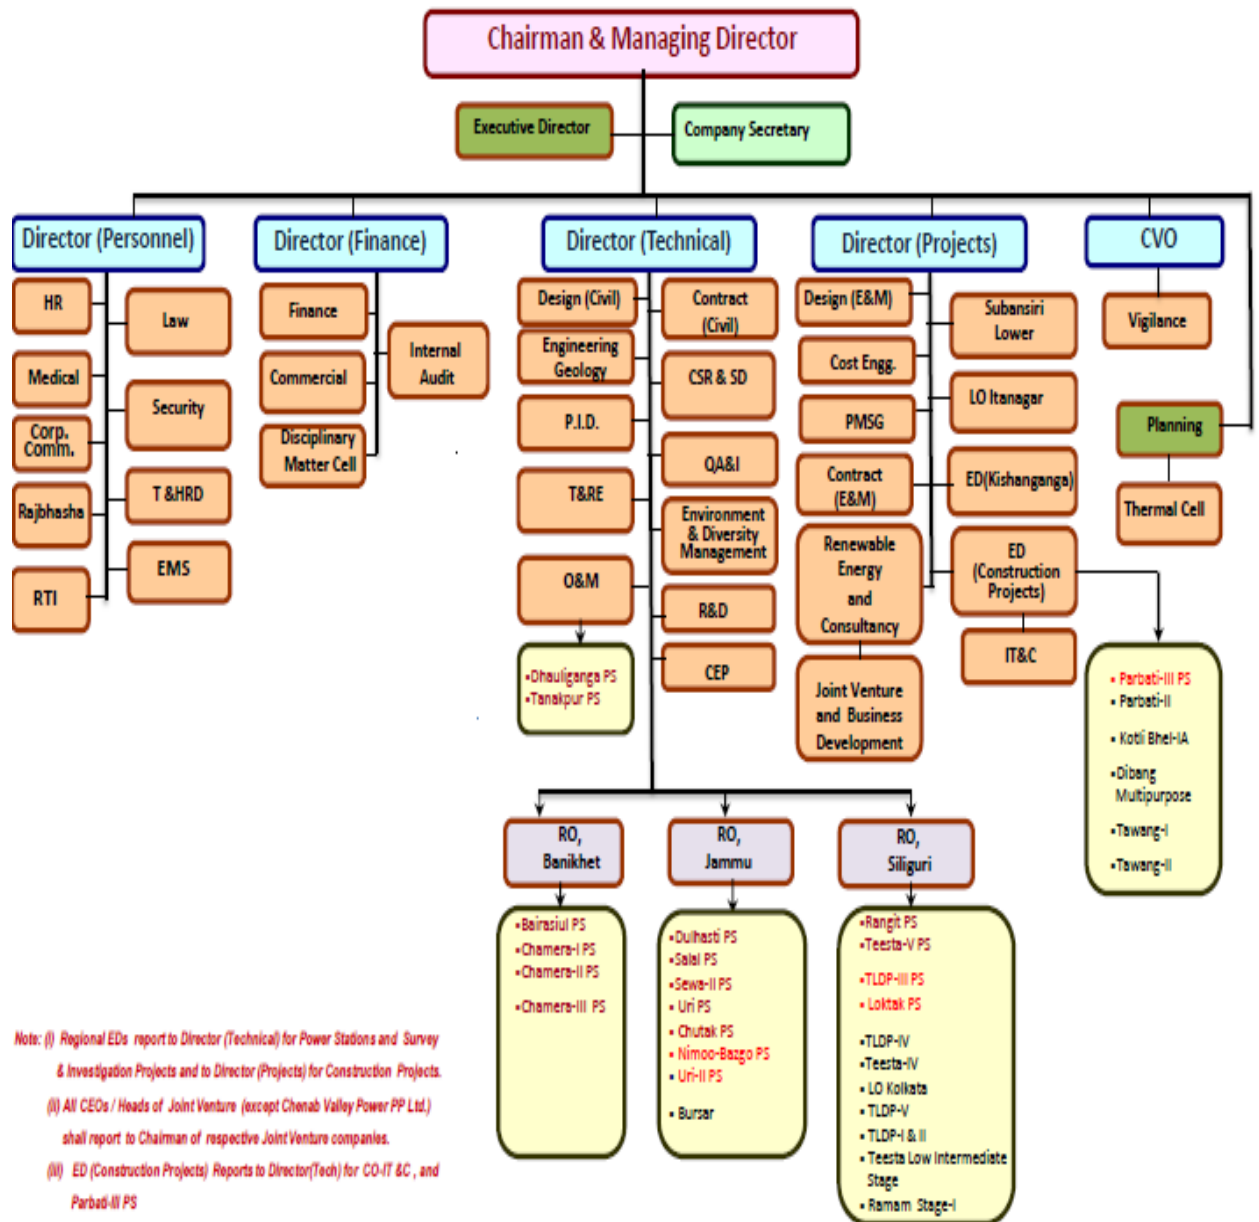 Chairman & Managing Director
Executive Director
Company Secretary
Director (Personnel)
Director (Finance)
Director (Technical)
Director (Projects)
CVO
HR
Law
Medical
Security
Corp.
Comm.
Rajbhasha
T &HRD
RTI
EMS
Finance
Commercial
Internal
Audit
Disciplinary
Matter Cell
Design (Civil)
Contract
(Civil)
Engineering
Geology
CSR & SD
P.I.D.
QA&I
T&RE
Environment
& Diversity
Management
O&M
R&D
CEP
▪Dhauliganga PS
▪Tanakpur PS
Design (E&M)
Subansiri
Lower
Cost Engg.
LO Itanagar
PMSG
Contract
(E&M)
ED(Kishanganga)
Renewable
Energy
and
Consultancy
ED
(Construction
Projects)
IT&C
Joint Venture
and Business
Development
Vigilance
Planning
Thermal Cell
▪ Parbati-III PS
▪ Parbati-II
▪ Kotli Bhel-IA
▪Dibang
Multipurpose
▪Tawang-I
▪Tawang-II
RO,
Banikhet
RO,
Jammu
RO,
Siliguri
▪Bairasiul PS
▪Chamera-I PS
▪Chamera-II PS
▪Chamera-III PS
▪Dulhasti PS
▪Salal PS
▪Sewa-II PS
▪ Uri PS
▪ Chutak PS
▪ Nimoo-Bazgo PS
▪ Uri-II PS
▪ Bursar
▪Rangit PS
▪Teesta-V PS
▪TLDP-III PS
▪ Loktak PS
▪TLDP-IV
▪Teesta-IV
▪ LO Kolkata
▪ TLDP-V
▪ TLDP-I & II
▪ Teesta Low Intermediate
Stage
▪ Ramam Stage-I
Note: (i) Regional EDs report to Director (Technical) for Power Stations and Survey
& Investigation Projects and to Director (Projects) for Construction Projects.
(ii) All CEOs / Heads of Joint Venture (except Chenab Valley Power PP Ltd.)
shall report to Chairman of respective Joint Venture companies.
(iii) ED (Construction Projects) Reports to Director(Tech) for CO-IT &C , and
Parbati-III PS